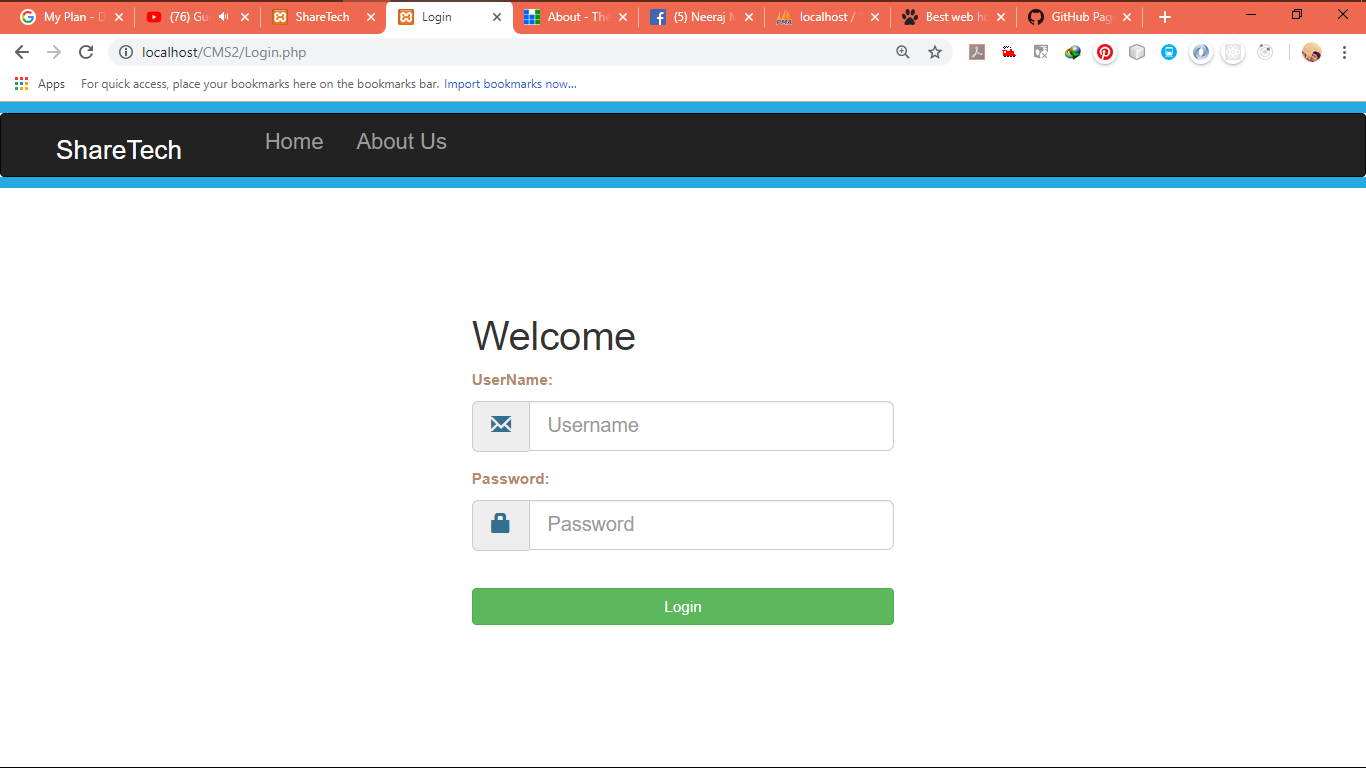 My Plan - D (76) Gu ShareTech Login About - The (5) Neeraj M localhost / Best web ho GitHub Pag
localhost/CMS2/Login.php
Apps For quick access, place your bookmarks here on the bookmarks bar. Import bookmarks now...
ShareTech Home About Us
Welcome
UserName:
Username
Password:
Password
Login